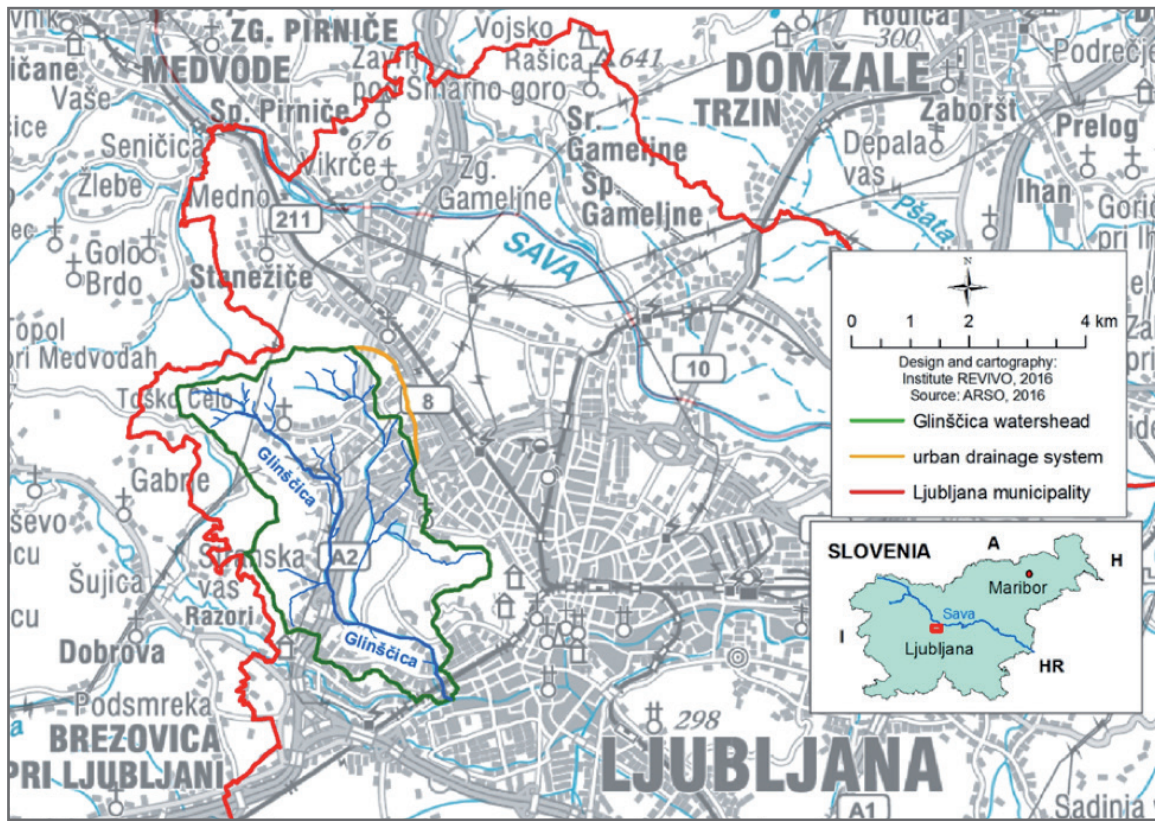 ZG. PIRNIČE
Vojsko
Rašica
641
Rodica
300
Podrečje
MEDVODE
Vaše
Šmarno goro
DOMŽALE
TRZIN
Zaboršt
Sp. Pirniče
676
Vikrče
Seničica
Žlebe
Medno
211
Zg.
Gameljne
Sr.
Gameljne
Sp.
Gameljne
Depala
vas
Prelog
Ihan
Pšata
Golo
Brdo
Stanežiče
SAVA
N
0 1 2 4 km
Design and cartography:
Institute REVIVO, 2016
Source: ARSO, 2016
Glinščica watershead
urban drainage system
Ljubljana municipality
10
8
pri Medvodah
Toško Čelo
Glinščica
Gabrje
A2
Šujica
vas
Razori
Dobrova
Glinščica
Podsmreka
BREZOVICA
PRI LJUBLJANI
298
LJUBLJANA
A1
Sadinja
SLOVENIA
A
H
Maribor
Sava
I
Ljubljana
HR